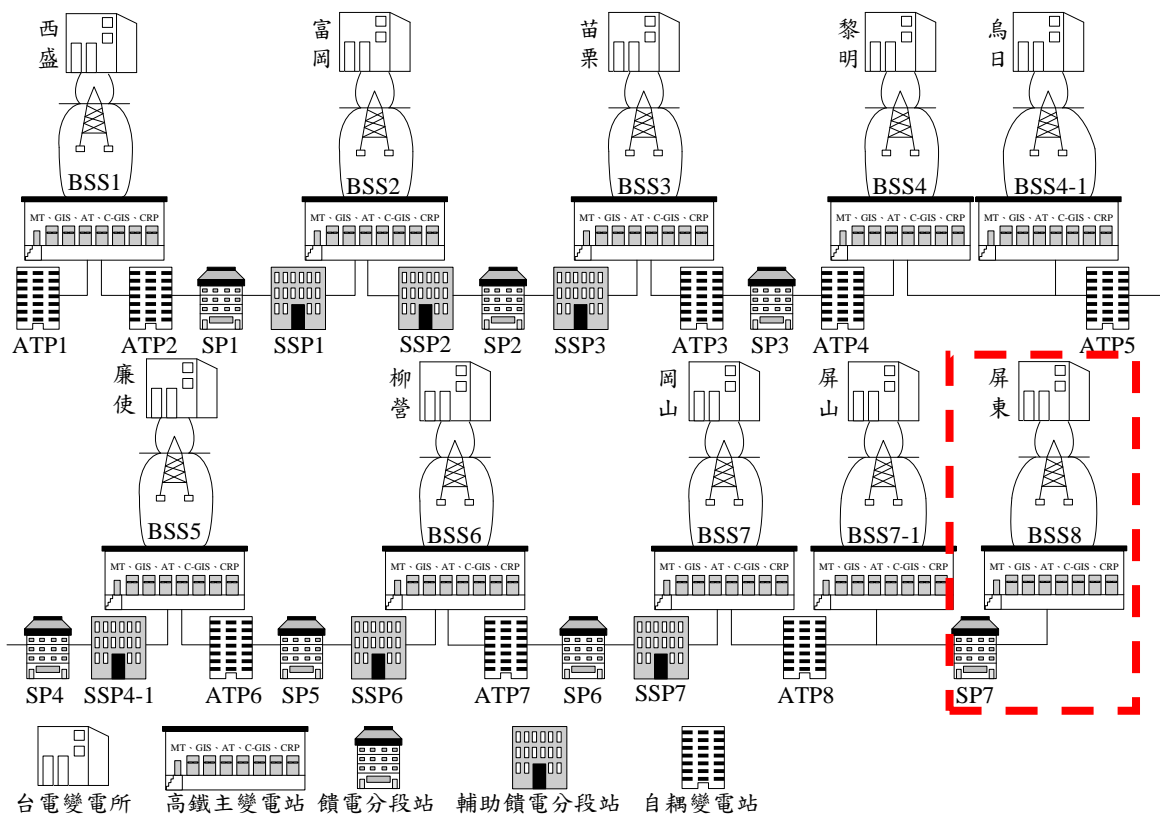 西盛 富岡 苗栗 黎明 烏日
BSS1 BSS2 BSS3 BSS4 BSS4-1
MT、GIS、AT、C-GIS、CRP MT、GIS、AT、C-GIS、CRP MT、GIS、AT、C-GIS、CRP MT、GIS、AT、C-GIS、CRP MT、GIS、AT、C-GIS、CRP
ATP1 ATP2 SP1 SSP1 SSP2 SP2 SSP3 ATP3 SP3 ATP4 ATP5
廉使 柳營 岡山 屏山 屏東
BSS5 BSS6 BSS7 BSS7-1 BSS8
MT、GIS、AT、C-GIS、CRP MT、GIS、AT、C-GIS、CRP MT、GIS、AT、C-GIS、CRP MT、GIS、AT、C-GIS、CRP MT、GIS、AT、C-GIS、CRP
SP4 SSP4-1 ATP6 SP5 SSP6 ATP7 SP6 SSP7 ATP8 SP7
MT、GIS、AT、C-GIS、CRP
台電變電所 高鐵主變電站 饋電分段站 輔助饋電分段站 自耦變電站